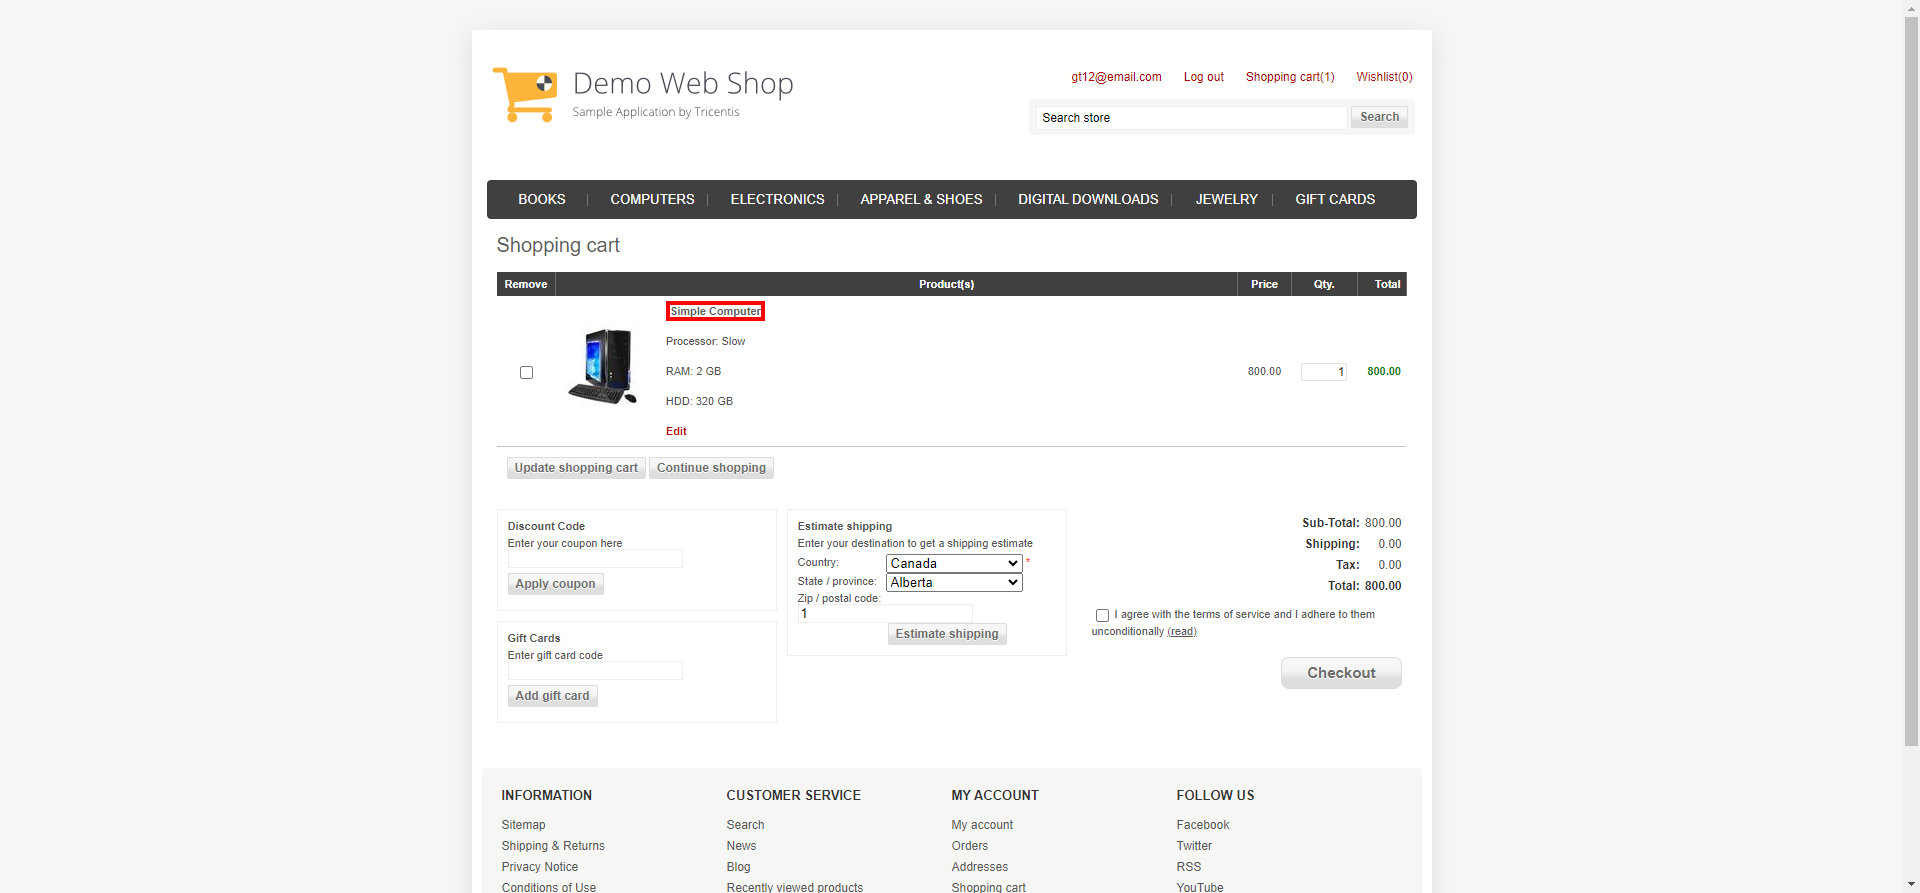 Demo Web Shop
Sample Application by Tricentis
gt12@email.com Log out Shopping cart(1) Wishlist(0)
Search store Search
BOOKS COMPUTERS ELECTRONICS APPAREL & SHOES DIGITAL DOWNLOADS JEWELRY GIFT CARDS
Shopping cart
Remove Product(s) Price Qty. Total
Simple Computer
Processor: Slow
RAM: 2 GB
800.00 1 800.00
HDD: 320 GB
Edit
Update shopping cart Continue shopping
Discount Code
Enter your coupon here
Apply coupon
Gift Cards
Enter gift card code
Add gift card
Estimate shipping
Enter your destination to get a shipping estimate
Country: Canada *
State / province: Alberta
Zip / postal code:
1
Estimate shipping
Sub-Total: 800.00
Shipping: 0.00
Tax: 0.00
Total: 800.00
I agree with the terms of service and I adhere to them
unconditionally (read)
Checkout
INFORMATION
Sitemap
Shipping & Returns
Privacy Notice
Conditions of Use
CUSTOMER SERVICE
Search
News
Blog
Recently viewed products
MY ACCOUNT
My account
Orders
Addresses
Shopping cart
FOLLOW US
Facebook
Twitter
RSS
YouTube